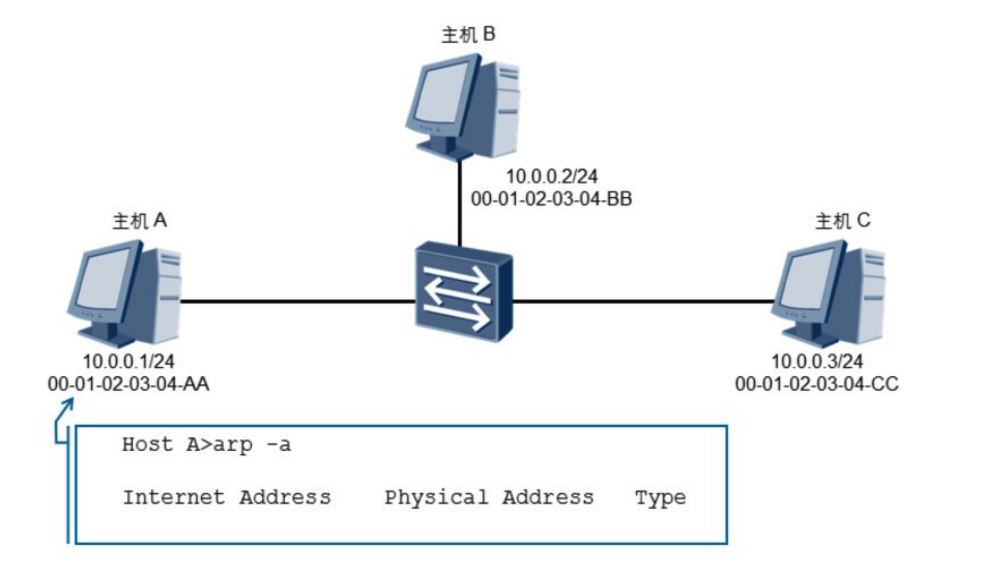 主机 B
10.0.0.2/24
00-01-02-03-04-BB
主机 A
主机 C
10.0.0.1/24
00-01-02-03-04-AA
10.0.0.3/24
00-01-02-03-04-CC
Host A>arp -a
Internet Address Physical Address Type